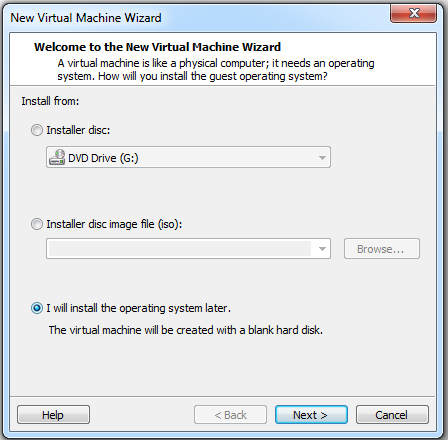 New Virtual Machine Wizard
Welcome to the New Virtual Machine Wizard
A virtual machine is like a physical computer; it needs an operating
system. How will you install the guest operating system?
Install from:
Installer disc:
DVD Drive (G:)
Installer disc image file (iso):
Browse...
I will install the operating system later.
The virtual machine will be created with a blank hard disk.
Help
< Back
Next >
Cancel